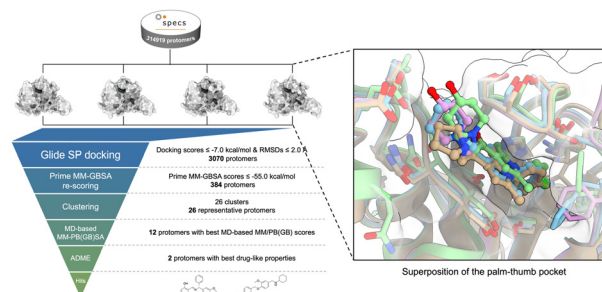 specs
314919 protomers
Glide SP docking
Docking scores ≤ -7.0 kcal/mol & RMSDs ≤ 2.0 Å
3070 protomers
Prime MM-GBSA
re-scoring
Prime MM-GBSA scores ≤ -55.0 kcal/mol
384 protomers
Clustering
26 clusters
26 representative protomers
MD-based
MM-PB(GB)SA
12 protomers with best MD-based MM/PB(GB) scores
ADME
2 protomers with best drug-like properties
Hits
Superposition of the palm-thumb pocket